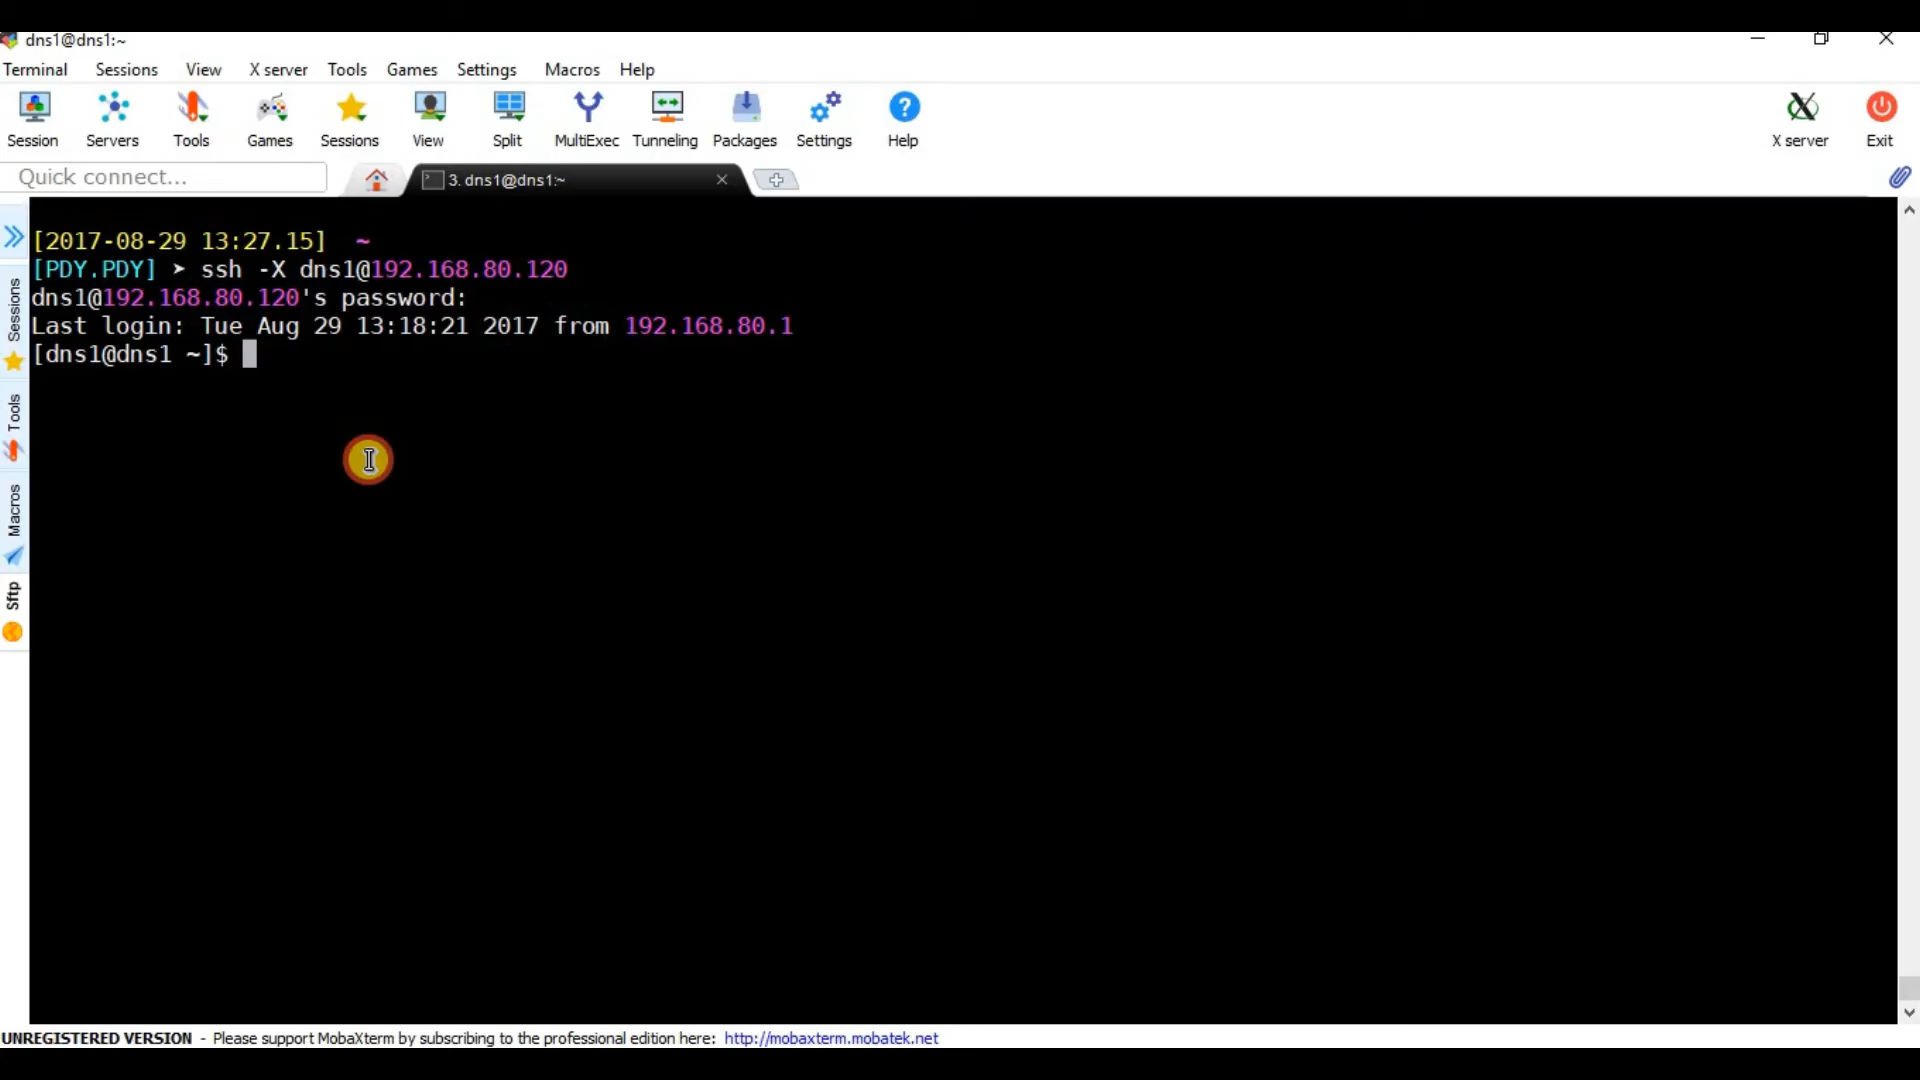 dns1@dns1:~
Terminal Sessions View X server Tools Games Settings Macros Help
Session Servers Tools Games Sessions View Split MultiExec Tunneling Packages Settings Help X server Exit
Quick connect...
3. dns1@dns1:~
[2017-08-29 13:27.15] ~
[PDY.PDY] ➤ ssh -X dns1@192.168.80.120
dns1@192.168.80.120's password:
Last login: Tue Aug 29 13:18:21 2017 from 192.168.80.1
[dns1@dns1 ~]$
Sessions
Tools
Macros
Sftp
UNREGISTERED VERSION - Please support MobaXterm by subscribing to the professional edition here: http://mobaxterm.mobatek.net